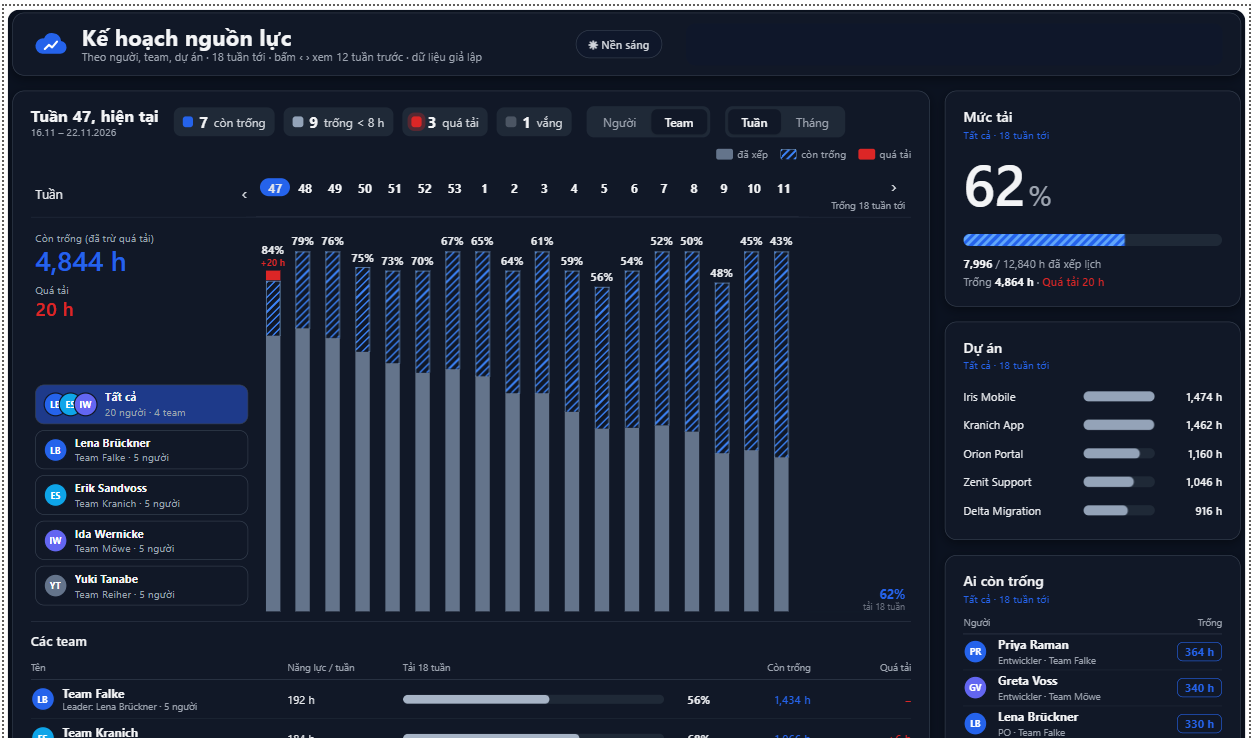 Kế hoạch nguồn lực
Theo người, team, dự án · 18 tuần tới · bấm ‹ › xem 12 tuần trước · dữ liệu giả lập
Nền sáng
Tuần 47, hiện tại
16.11 – 22.11.2026
7 còn trống
9 trống < 8 h
3 quá tải
1 vắng
Người Team
Tuần Tháng
đã xếp còn trống quá tải
Tuần
‹ 47 48 49 50 51 52 53 1 2 3 4 5 6 7 8 9 10 11 ›
Trống 18 tuần tới
Còn trống (đã trừ quá tải)
4,844 h
Quá tải
20 h
84% 79% 76% 75% 73% 70% 67% 65% 64% 61% 59% 56% 54% 52% 50% 48% 45% 43%
+20 h
LB ES IW
Tất cả
20 người · 4 team
LB
Lena Brückner
Team Falke · 5 người
ES
Erik Sandvoss
Team Kranich · 5 người
IW
Ida Wernicke
Team Möwe · 5 người
YT
Yuki Tanabe
Team Reiher · 5 người
62%
tải 18 tuần
Các team
Tên Năng lực / tuần Tải 18 tuần Còn trống Quá tải
LB
Team Falke
Leader: Lena Brückner · 5 người
192 h 56% 1,434 h –
Team Kranich
Mức tải
Tất cả · 18 tuần tới
62%
7,996 / 12,840 h đã xếp lịch
Trống 4,864 h · Quá tải 20 h
Dự án
Tất cả · 18 tuần tới
Iris Mobile 1,474 h
Kranich App 1,462 h
Orion Portal 1,160 h
Zenit Support 1,046 h
Delta Migration 916 h
Ai còn trống
Tất cả · 18 tuần tới
Người Trống
PR
Priya Raman
Entwickler · Team Falke
364 h
GV
Greta Voss
Entwickler · Team Möwe
340 h
LB
Lena Brückner
PO · Team Falke
330 h